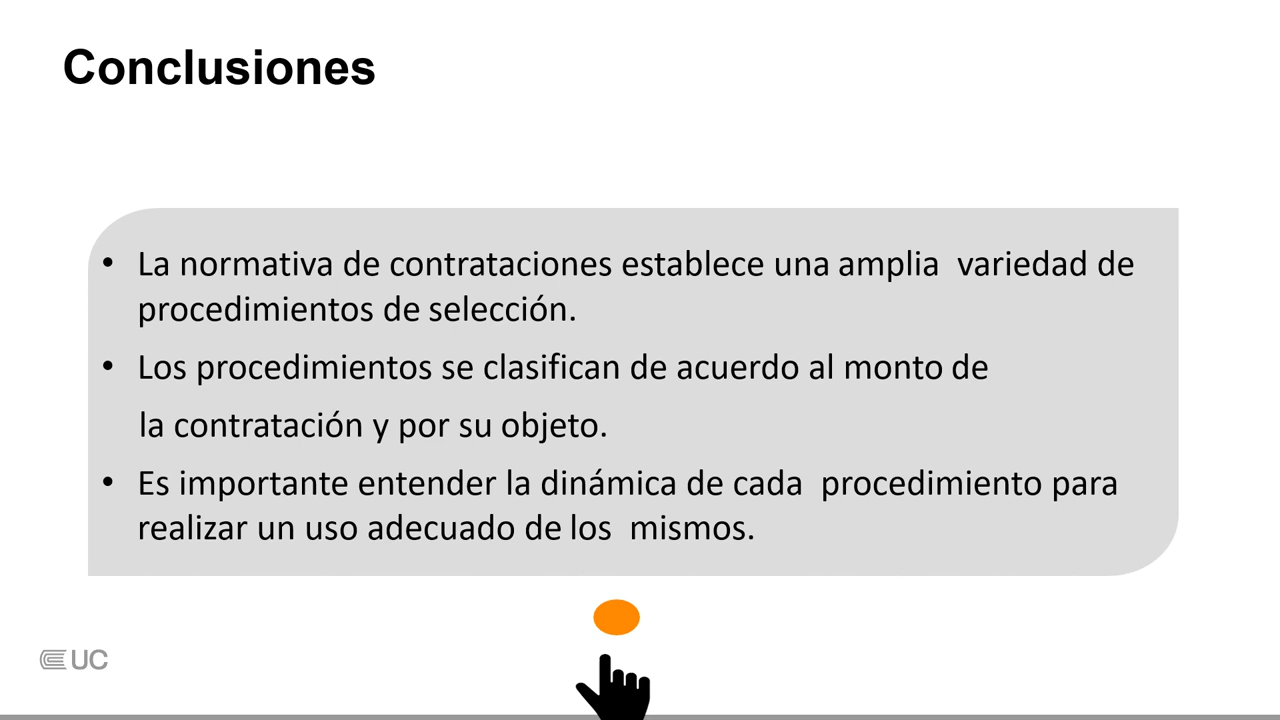 Conclusiones
• La normativa de contrataciones establece una amplia  variedad de
procedimientos de selección.
• Los procedimientos se clasifican de acuerdo al monto de
la contratación y por su objeto.
• Es importante entender la dinámica de cada  procedimiento para
realizar un uso adecuado de los  mismos.
UC